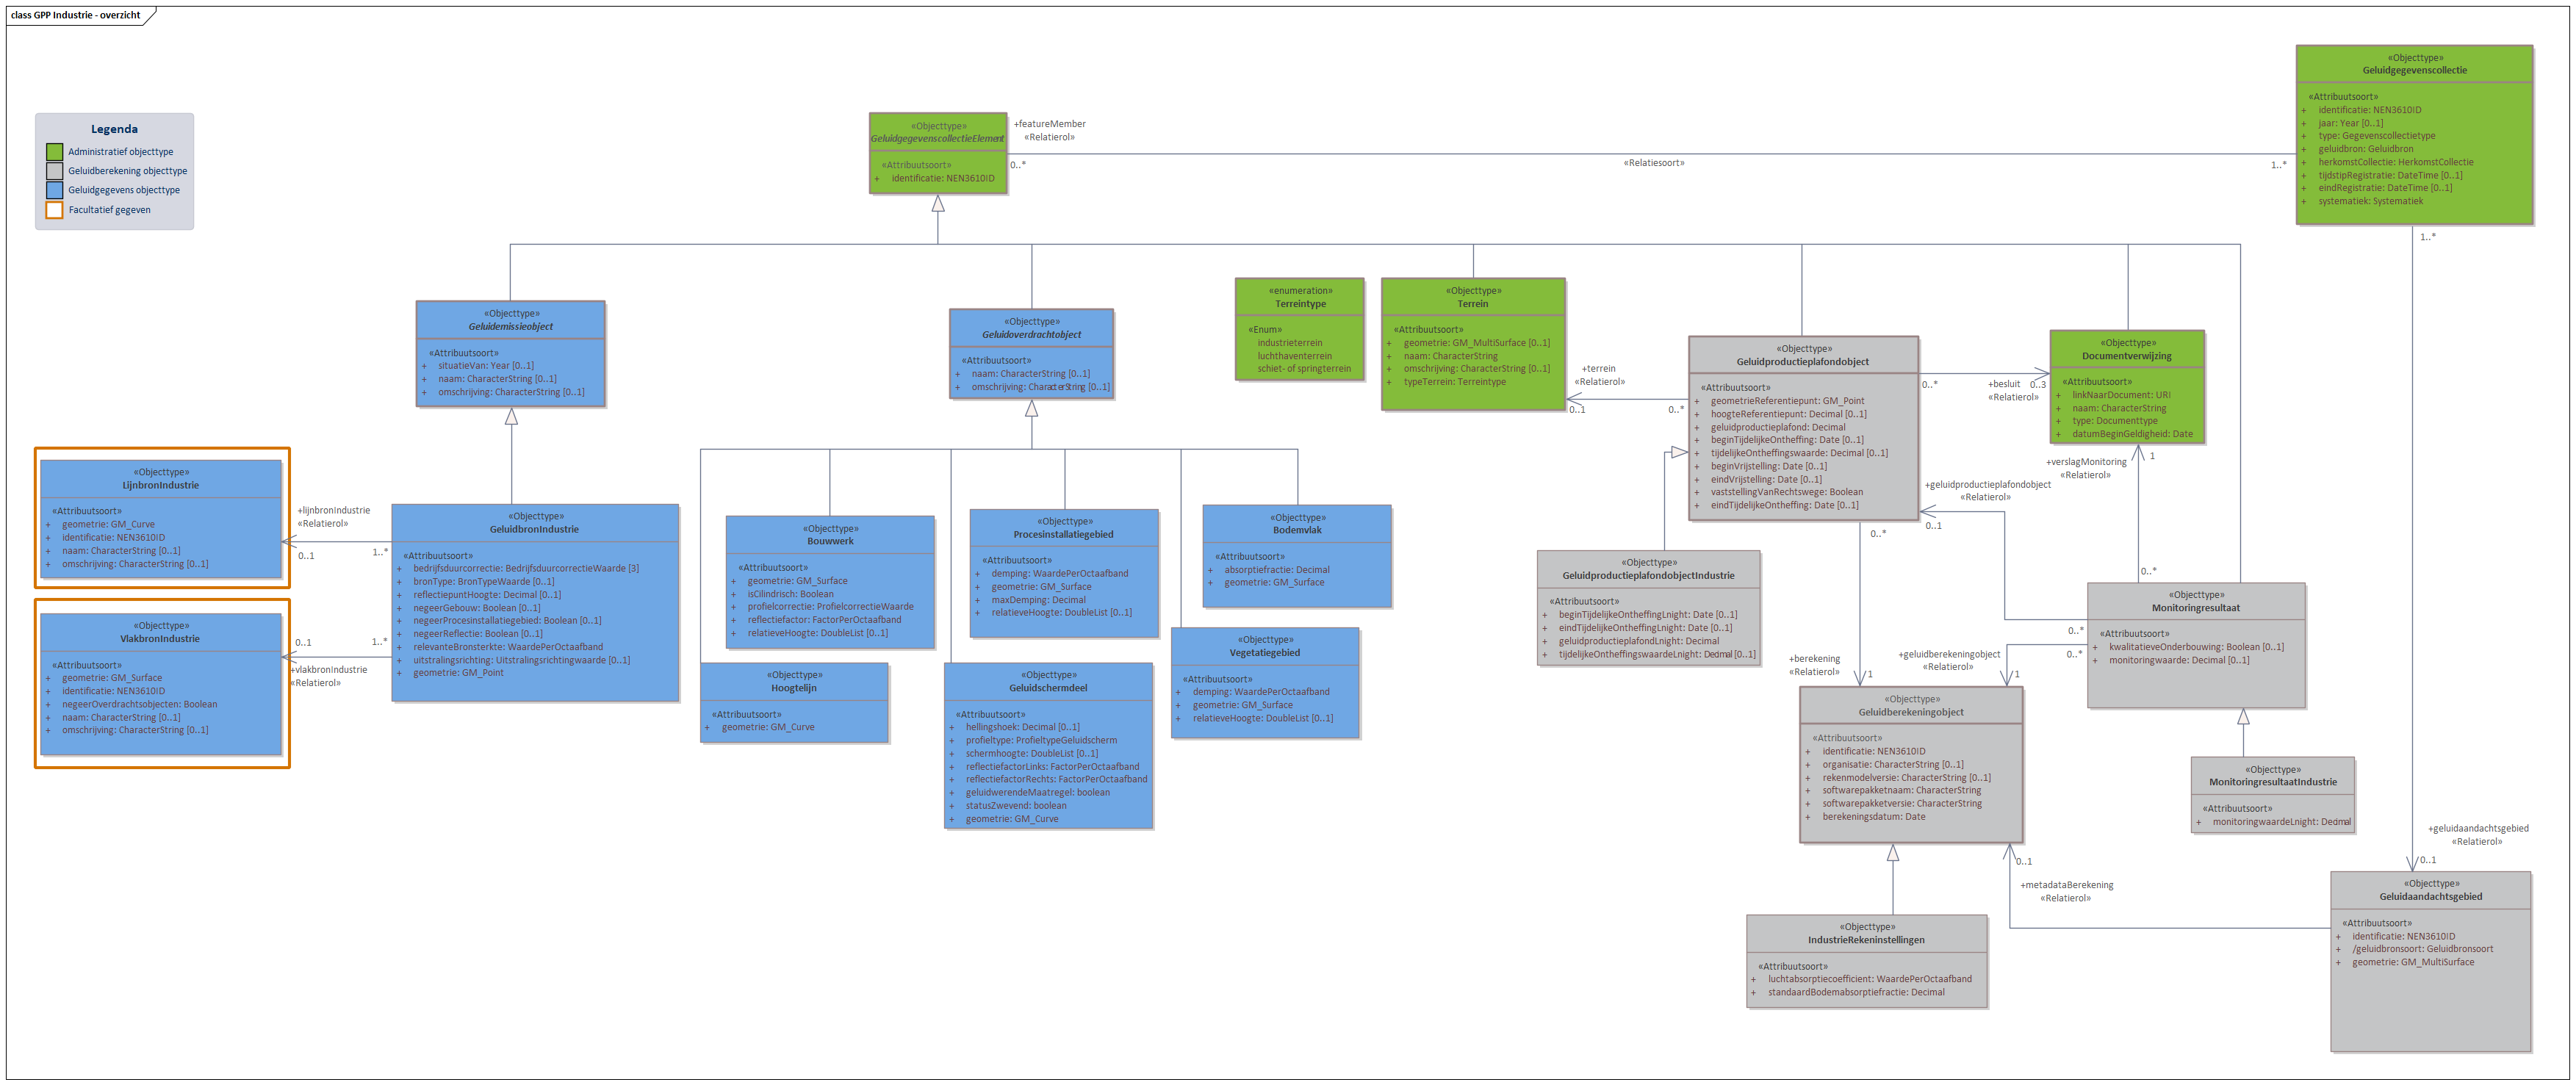 class GPP Industrie - overzicht
Legenda
Administratief objecttype
Geluidberekening objecttype
Geluidgegevens objecttype
Facultatief gegeven
«Objecttype»
Geluidgegevenscollectie
«Attribuutsoort»
+ identificatie: NEN3610ID
+ jaar: Year [0..1]
+ type: Gegevenscollectietype
+ geluidbron: Geluidbron
+ herkomstCollectie: HerkomstCollectie
+ tijdstipRegistratie: DateTime [0..1]
+ eindRegistratie: DateTime [0..1]
+ systematiek: Systematiek
«Objecttype»
GeluidgegevenscollectieElement
«Attribuutsoort»
+ identificatie: NEN3610ID
+featureMember
«Relatierol»
0..*
«Relatiesoort»
1..*
1..*
«Objecttype»
Geluidemissieobject
«Attribuutsoort»
+ situatieVan: Year [0..1]
+ naam: CharacterString [0..1]
+ omschrijving: CharacterString [0..1]
«Objecttype»
Geluidoverdrachtobject
«Attribuutsoort»
+ naam: CharacterString [0..1]
+ omschrijving: CharacterString [0..1]
«enumeration»
Terreintype
«Enum»
industrieterrein
luchthaventerrein
schiet- of springterrein
«Objecttype»
Terrein
«Attribuutsoort»
+ geometrie: GM_MultiSurface [0..1]
+ naam: CharacterString
+ omschrijving: CharacterString [0..1]
+ typeTerrein: Terreintype
+terrein
«Relatierol»
0..1
0..*
«Objecttype»
Geluidproductieplafondobject
«Attribuutsoort»
+ geometrieReferentiepunt: GM_Point
+ hoogteReferentiepunt: Decimal [0..1]
+ geluidproductieplafond: Decimal
+ beginTijdelijkeOntheffing: Date [0..1]
+ tijdelijkeOntheffingswaarde: Decimal [0..1]
+ beginVrijstelling: Date [0..1]
+ eindVrijstelling: Date [0..1]
+ vaststellingVanRechtswege: Boolean
+ eindTijdelijkeOntheffing: Date [0..1]
0..*
+besluit
«Relatierol»
0..3
«Objecttype»
Documentverwijzing
«Attribuutsoort»
+ linkNaarDocument: URI
+ naam: CharacterString
+ type: Documenttype
+ datumBeginGeldigheid: Date
+verslagMonitoring
«Relatierol»
1
+geluidproductieplafondobject
«Relatierol»
0..1
0..*
0..*
«Objecttype»
LijnbronIndustrie
«Attribuutsoort»
+ geometrie: GM_Curve
+ identificatie: NEN3610ID
+ naam: CharacterString [0..1]
+ omschrijving: CharacterString [0..1]
+lijnbronIndustrie
«Relatierol»
0..1
1..*
«Objecttype»
GeluidbronIndustrie
«Attribuutsoort»
+ bedrijfsduurcorrectie: BedrijfsduurcorrectieWaarde [3]
+ bronType: BronTypeWaarde [0..1]
+ reflectiepuntHoogte: Decimal [0..1]
+ negeerGebouw: Boolean [0..1]
+ negeerProcesinstallatiegebied: Boolean [0..1]
+ negeerReflectie: Boolean [0..1]
+ relevanteBronsterkte: WaardePerOctaafband
+ uitstralingsrichting: Uitstralingsrichtingwaarde [0..1]
+ geometrie: GM_Point
«Objecttype»
VlakbronIndustrie
«Attribuutsoort»
+ geometrie: GM_Surface
+ identificatie: NEN3610ID
+ negeerOverdrachtsobjecten: Boolean
+ naam: CharacterString [0..1]
+ omschrijving: CharacterString [0..1]
0..1
1..*
+vlakbronIndustrie
«Relatierol»
«Objecttype»
Bouwwerk
«Attribuutsoort»
+ geometrie: GM_Surface
+ isCilindrisch: Boolean
+ profielcorrectie: ProfielcorrectieWaarde
+ reflectiefactor: FactorPerOctaafband
+ relatieveHoogte: DoubleList [0..1]
«Objecttype»
Procesinstallatiegebied
«Attribuutsoort»
+ demping: WaardePerOctaafband
+ geometrie: GM_Surface
+ maxDemping: Decimal
+ relatieveHoogte: DoubleList [0..1]
«Objecttype»
Bodemvlak
«Attribuutsoort»
+ absorptiefractie: Decimal
+ geometrie: GM_Surface
«Objecttype»
Hoogtelijn
«Attribuutsoort»
+ geometrie: GM_Curve
«Objecttype»
Geluidschermdeel
«Attribuutsoort»
+ hellingshoek: Decimal [0..1]
+ profieltype: ProfieltypeGeluidscherm
+ schermhoogte: DoubleList [0..1]
+ reflectiefactorLinks: FactorPerOctaafband
+ reflectiefactorRechts: FactorPerOctaafband
+ geluidwerendeMaatregel: boolean
+ statusZwevend: boolean
+ geometrie: GM_Curve
«Objecttype»
Vegetatiegebied
«Attribuutsoort»
+ demping: WaardePerOctaafband
+ geometrie: GM_Surface
+ relatieveHoogte: DoubleList [0..1]
«Objecttype»
GeluidproductieplafondobjectIndustrie
«Attribuutsoort»
+ beginTijdelijkeOntheffingLnight: Date [0..1]
+ eindTijdelijkeOntheffingLnight: Date [0..1]
+ geluidproductieplafondLnight: Decimal
+ tijdelijkeOntheffingswaardeLnight: Decimal [0..1]
0..*
+berekening
«Relatierol»
1
«Objecttype»
Monitoringresultaat
«Attribuutsoort»
+ kwalitatieveOnderbouwing: Boolean [0..1]
+ monitoringwaarde: Decimal [0..1]
+geluidberekeningobject
«Relatierol»
0..*
1
«Objecttype»
Geluidberekeningobject
«Attribuutsoort»
+ identificatie: NEN3610ID
+ organisatie: CharacterString [0..1]
+ rekenmodelversie: CharacterString [0..1]
+ softwarepakketnaam: CharacterString
+ softwarepakketversie: CharacterString
+ berekeningsdatum: Date
«Objecttype»
MonitoringresultaatIndustrie
«Attribuutsoort»
+ monitoringwaardeLnight: Decimal
0..1
+metadataBerekening
«Relatierol»
+geluidaandachtsgebied
«Relatierol»
0..1
«Objecttype»
IndustrieRekeninstellingen
«Attribuutsoort»
+ luchtabsorptiecoefficient: WaardePerOctaafband
+ standaardBodemabsorptiefractie: Decimal
«Objecttype»
Geluidaandachtsgebied
«Attribuutsoort»
+ identificatie: NEN3610ID
+ /geluidbronsoort: Geluidbronsoort
+ geometrie: GM_MultiSurface